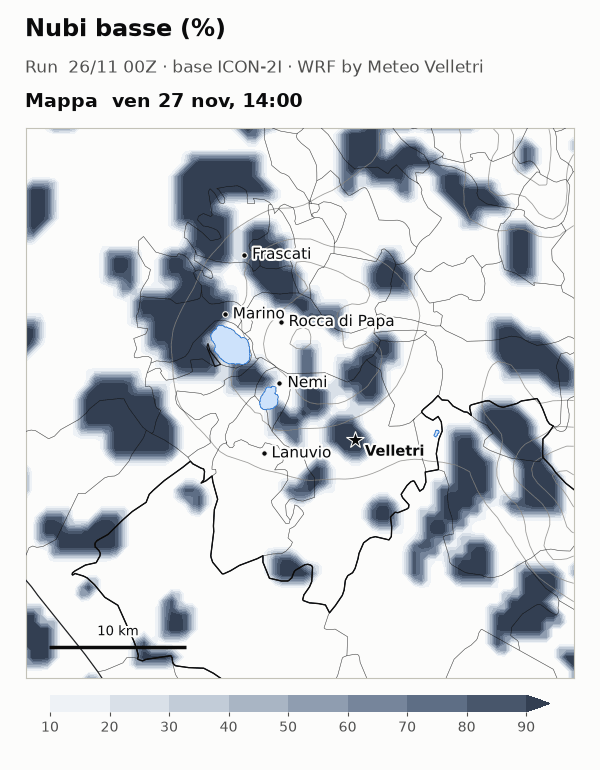 Nubi basse (%)
Run  26/11 00Z · base ICON-2I · WRF by Meteo Velletri
Mappa  ven 27 nov, 14:00
Frascati
Marino
Rocca di Papa
Nemi
Velletri
Lanuvio
10 km
10 20 30 40 50 60 70 80 90